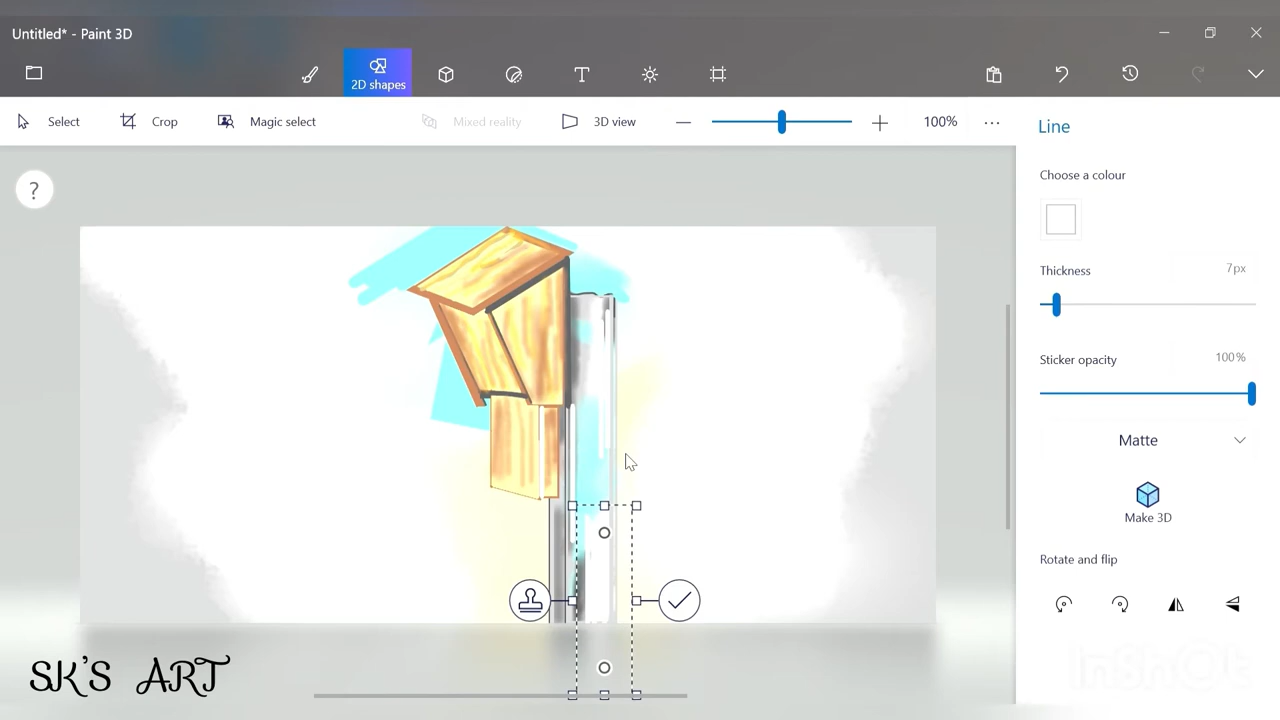 Untitled* - Paint 3D
2D shapes
Select
Crop
Magic select
Mixed reality
3D view
100%
Line
?
Choose a colour
Thickness
7px
Sticker opacity
100%
Matte
Make 3D
Rotate and flip
SK'S ART
InShOt